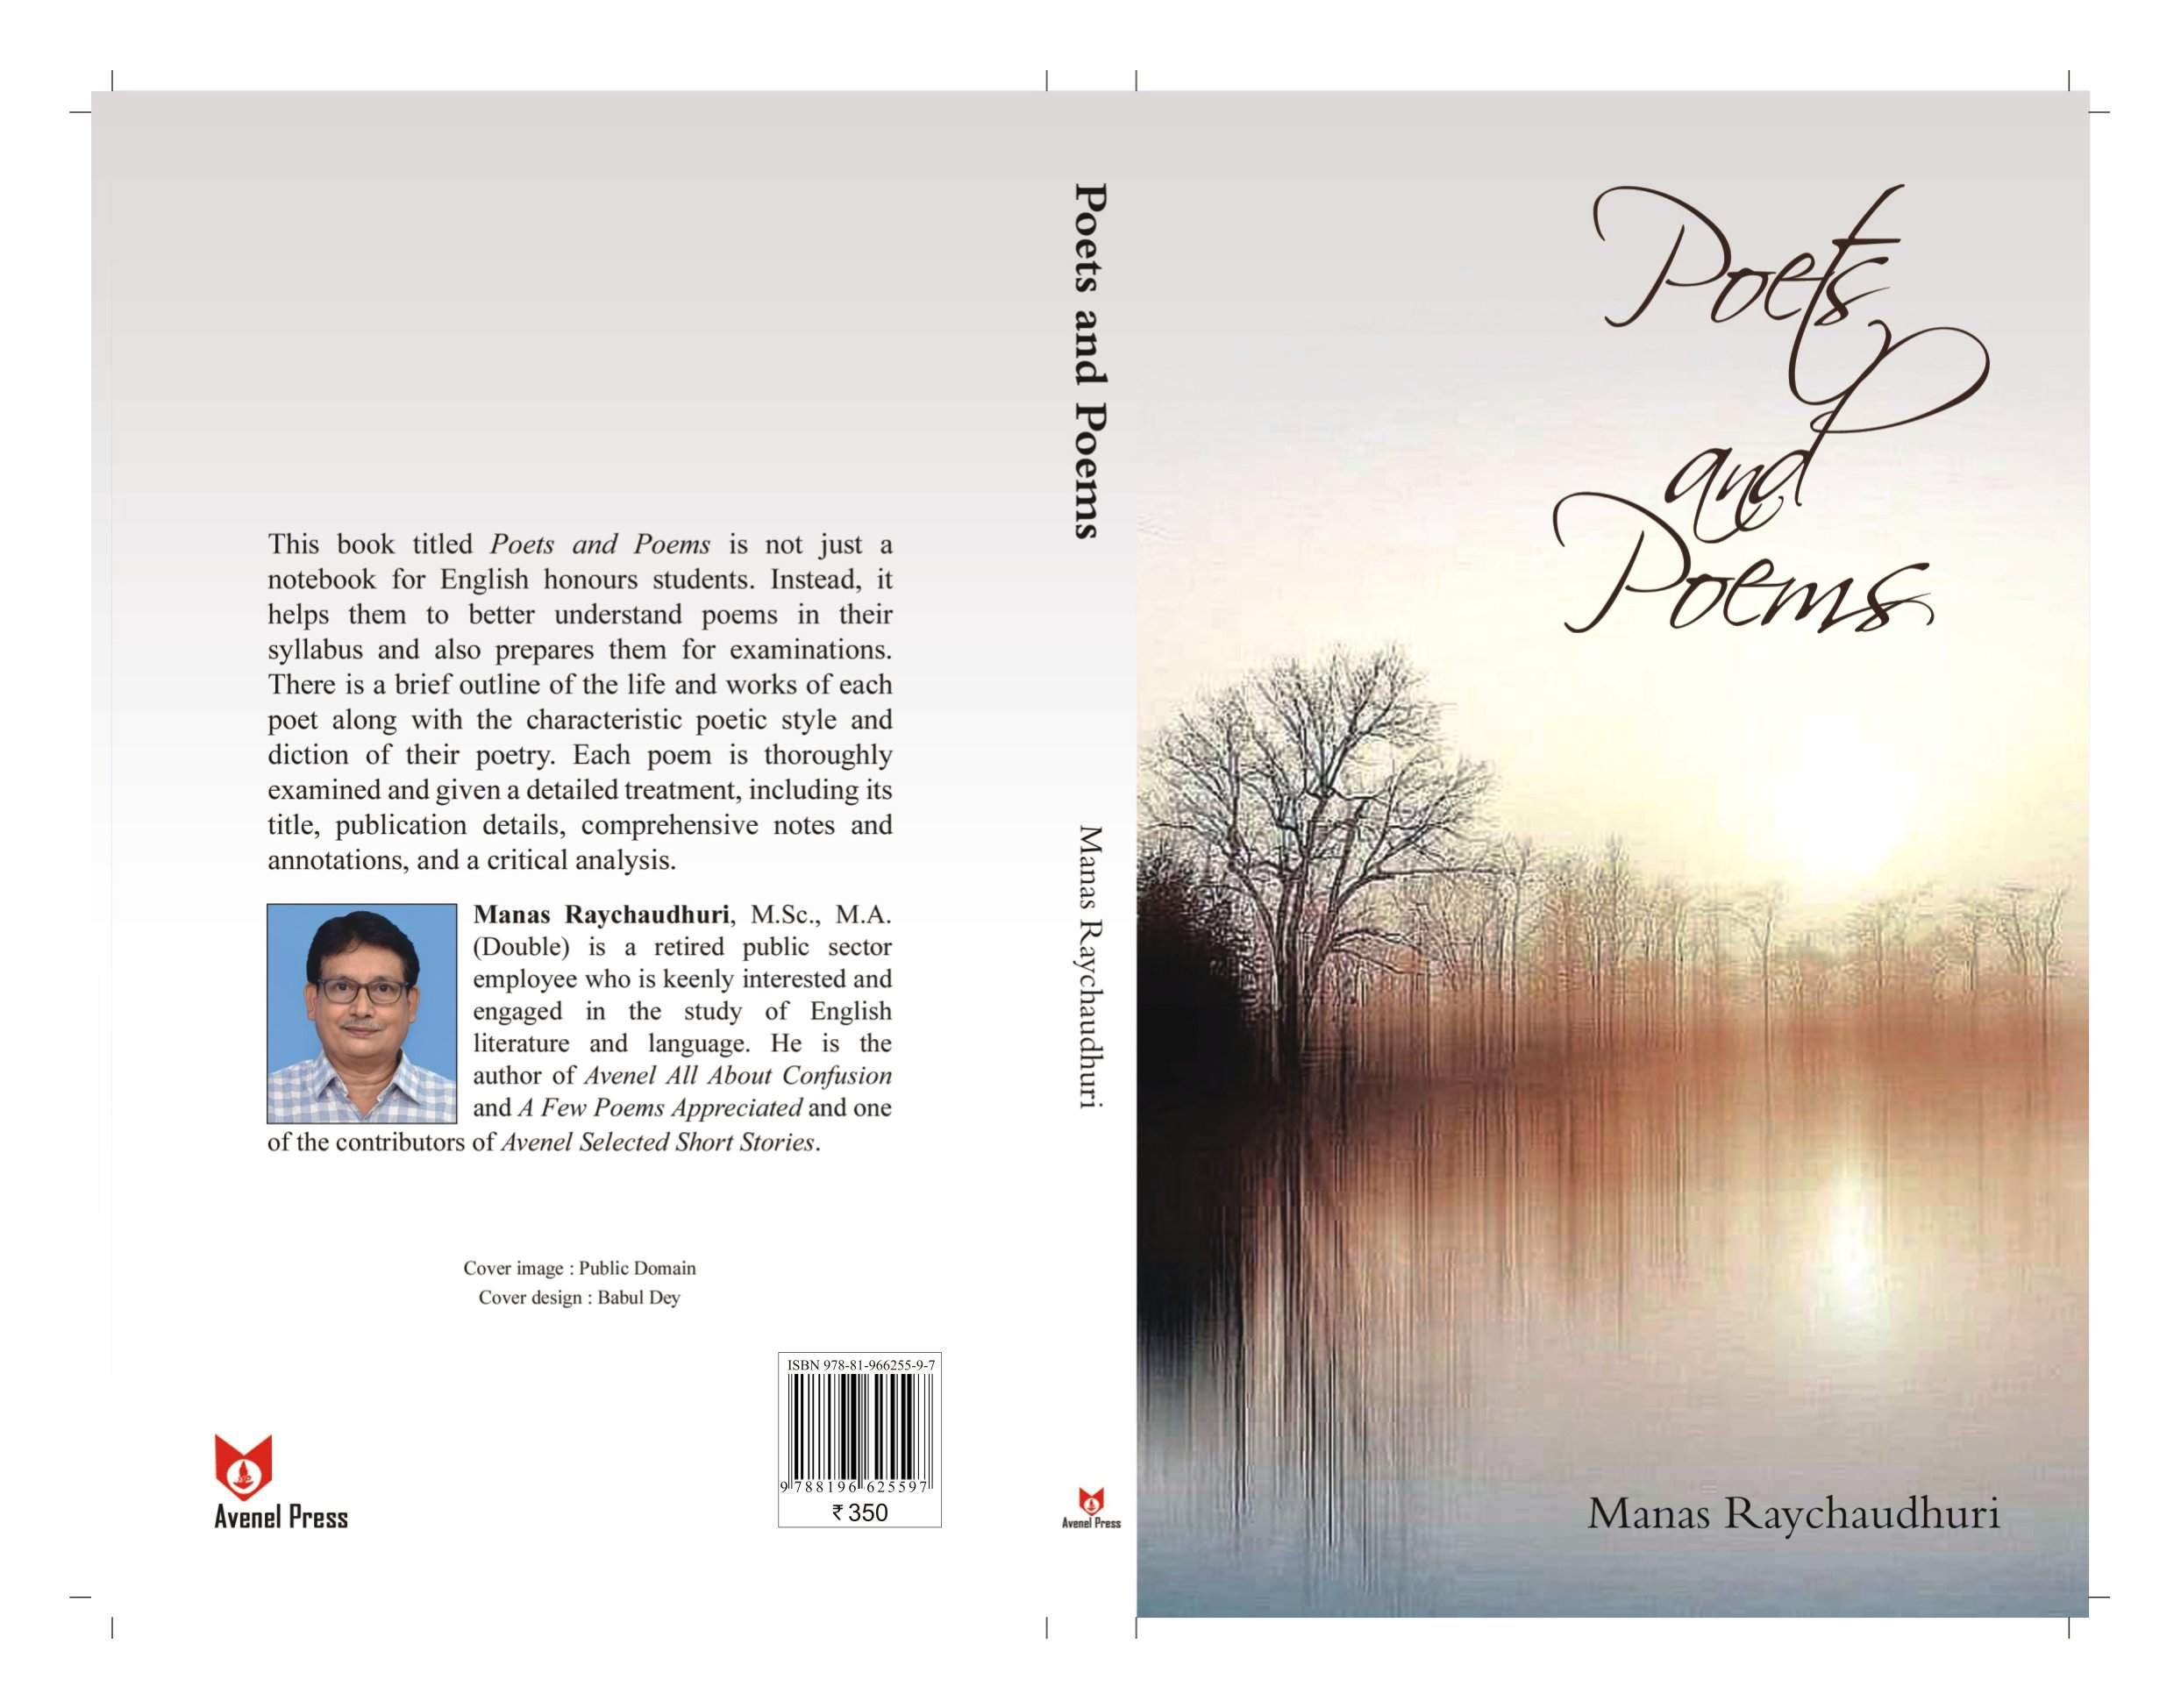 This book titled Poets and Poems is not just a
notebook for English honours students. Instead, it
helps them to better understand poems in their
syllabus and also prepares them for examinations.
There is a brief outline of the life and works of each
poet along with the characteristic poetic style and
diction of their poetry. Each poem is thoroughly
examined and given a detailed treatment, including its
title, publication details, comprehensive notes and
annotations, and a critical analysis.
Manas Raychaudhuri, M.Sc., M.A.
(Double) is a retired public sector
employee who is keenly interested and
engaged in the study of English
literature and language. He is the
author of Avenel All About Confusion
and A Few Poems Appreciated and one
of the contributors of Avenel Selected Short Stories.
Cover image : Public Domain
Cover design : Babul Dey
ISBN 978-81-966255-9-7
9 788196 625597
₹ 350
Avenel Press
Poets and Poems
Manas Raychaudhuri
Avenel Press
Poets
and
Poems
Manas Raychaudhuri